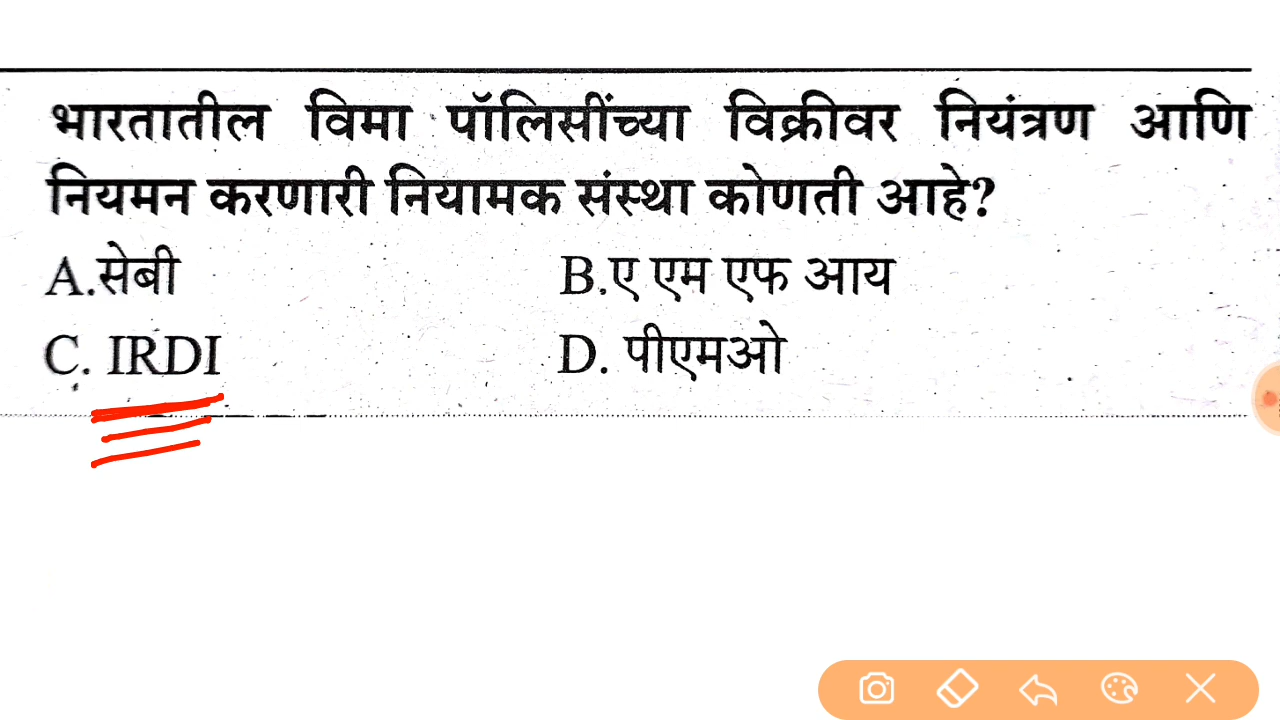 भारतातील विमा पॉलिसींच्या विक्रीवर नियंत्रण आणि
नियमन करणारी नियामक संस्था कोणती आहे?
A.सेबी B.ए एम एफ आय
C. IRDI D. पीएमओ